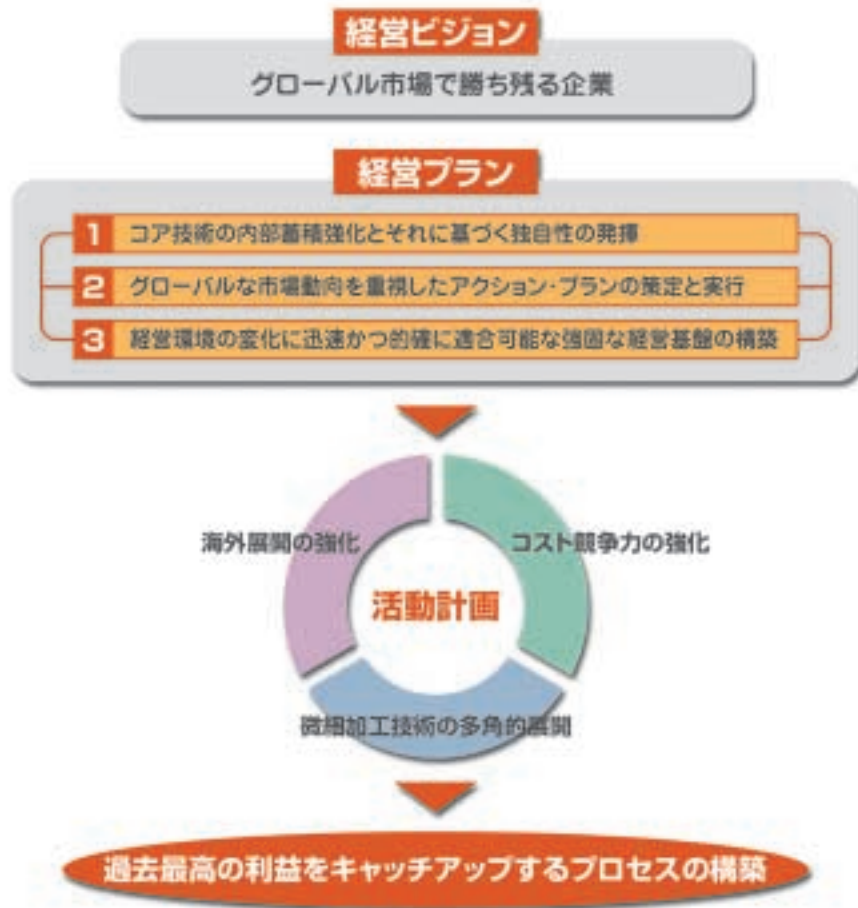 経営ビジョン
グローバル市場で勝ち残る企業
経営プラン
1 コア技術の内部蓄積強化とそれに基づく独自性の発揮
2 グローバルな市場動向を重視したアクション・プランの策定と実行
3 経営環境の変化に迅速かつ的確に適合可能な強固な経営基盤の構築
海外展開の強化
コスト競争力の強化
活動計画
微細加工技術の多角的展開
過去最高の利益をキャッチアップするプロセスの構築